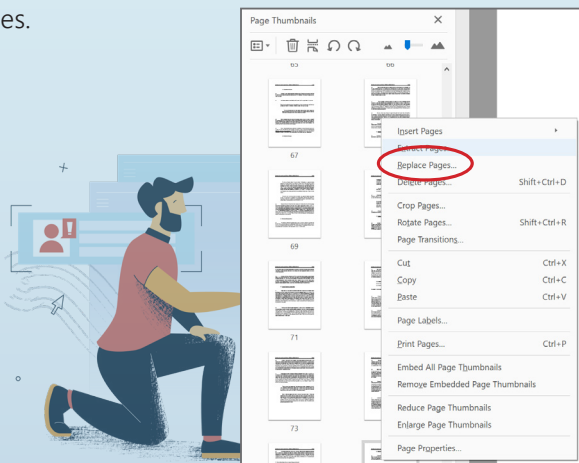 es.
Page Thumbnails
65 66
67
69
71
73
Insert Pages
Extract Pages...
Replace Pages...
Delete Pages... Shift+Ctrl+D
Crop Pages...
Rotate Pages... Shift+Ctrl+R
Page Transitions...
Cut Ctrl+X
Copy Ctrl+C
Paste Ctrl+V
Page Labels...
Print Pages... Ctrl+P
Embed All Page Thumbnails
Remove Embedded Page Thumbnails
Reduce Page Thumbnails
Enlarge Page Thumbnails
Page Properties...